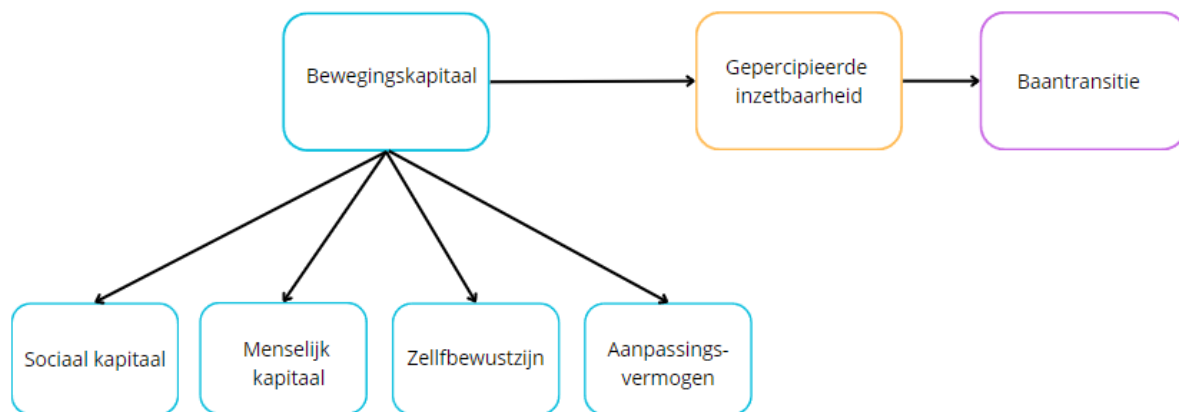 Bewegingskapitaal
Gepercipieerde
inzetbaarheid
Baantransitie
Sociaal kapitaal
Menselijk
kapitaal
Zellfbewustzijn
Aanpassings-
vermogen